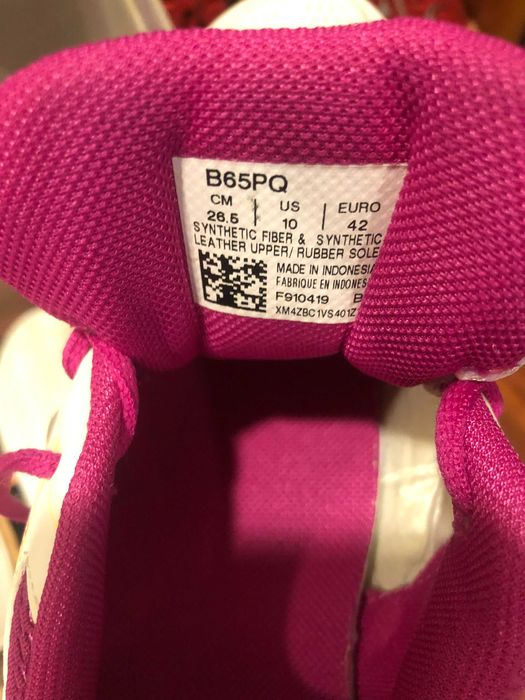 B65PQ
CM | US | EURO
26.5 | 10 | 42
SYNTHETIC FIBER & SYNTHETIC
LEATHER UPPER/ RUBBER SOLE
MADE IN INDONESIA
FABRIQUE EN INDONES
F910419 B
XM4ZBC1VS401Z